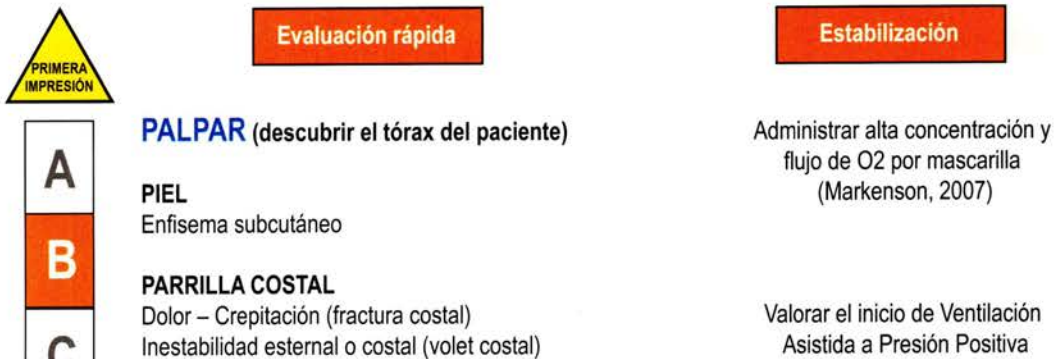 PRIMERA
IMPRESIÓN
Evaluación rápida
Estabilización
A
B
C
PALPAR (descubrir el tórax del paciente)
PIEL
Enfisema subcutáneo
PARRILLA COSTAL
Dolor – Crepitación (fractura costal)
Inestabilidad esternal o costal (volet costal)
Administrar alta concentración y
flujo de O2 por mascarilla
(Markenson, 2007)
Valorar el inicio de Ventilación
Asistida a Presión Positiva